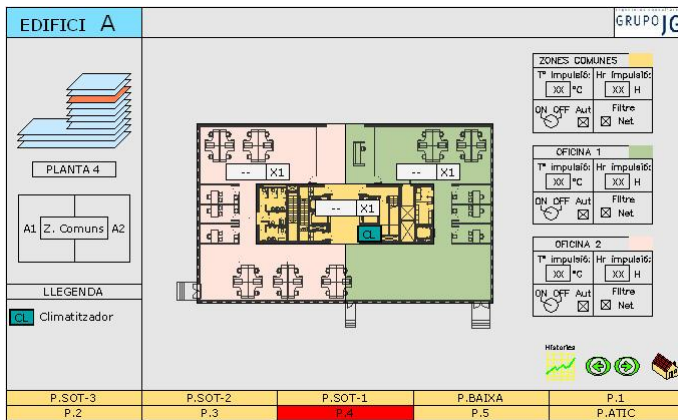 EDIFICI A
GRUPO JG
PLANTA 4
A1 Z. Comuns A2
LLEGENDA
CL Climatitzador
-- X1
-- X1
-- X1
CL
ZONES COMUNES
Tª impulsió: Hr impulsió:
XX ºC XX H
ON OFF Aut Filtre
Net
OFICINA 1
Tª impulsió: Hr impulsió:
XX ºC XX H
ON OFF Aut Filtre
Net
OFICINA 2
Tª impulsió: Hr impulsió:
XX ºC XX H
ON OFF Aut Filtre
Net
P.SOT-3 P.SOT-2 P.SOT-1 P.BAIXA P.1
P.2 P.3 P.4 P.5 P.ATIC